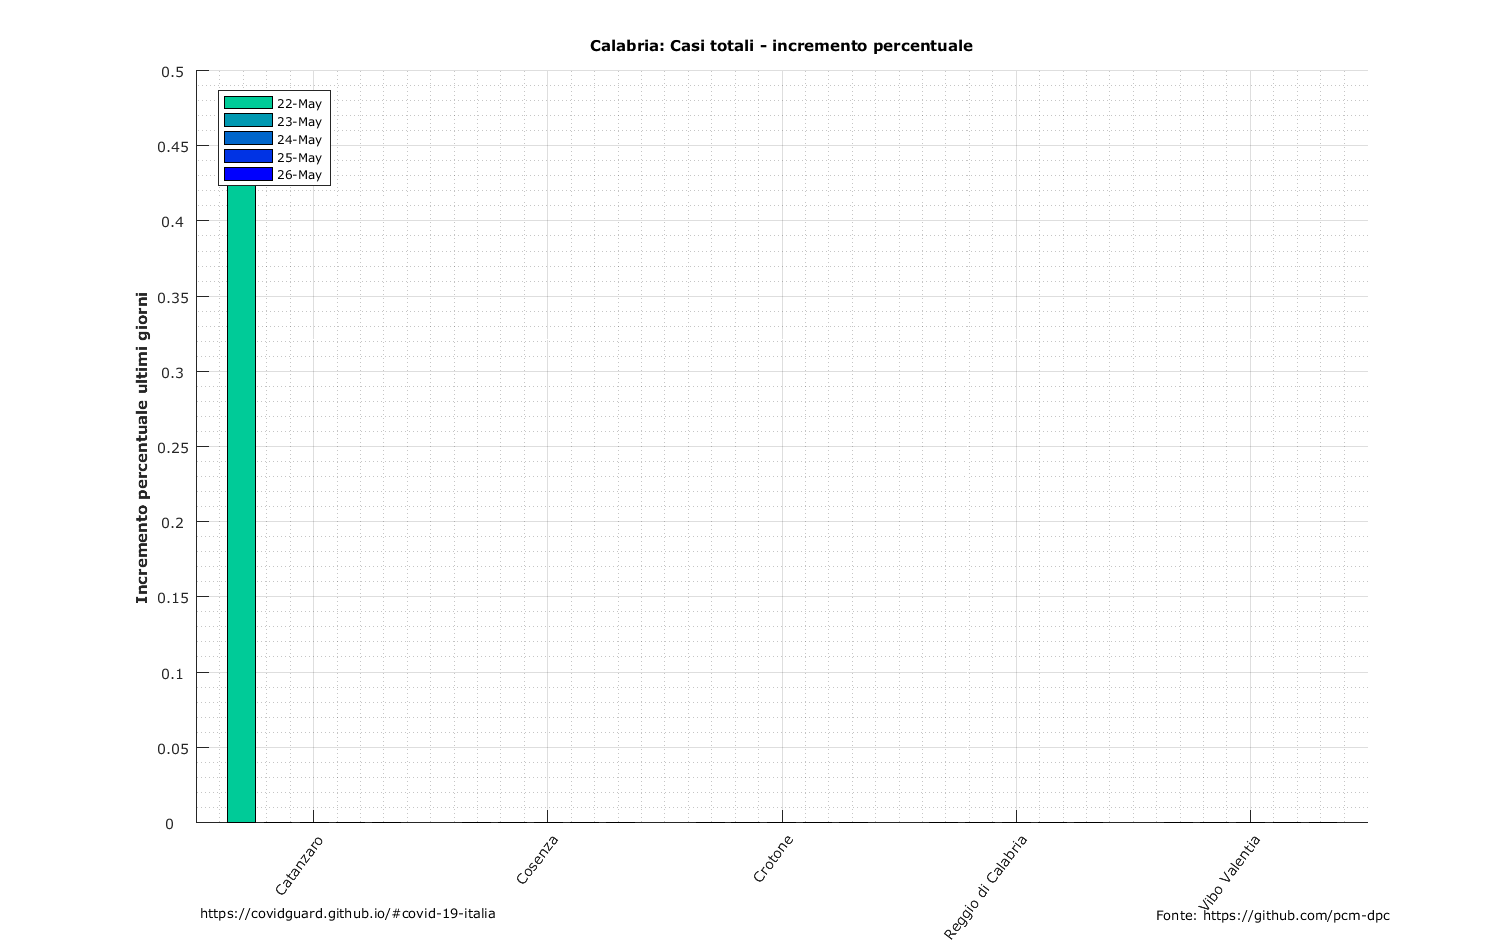 Calabria: Casi totali - incremento percentuale
Incremento percentuale ultimi giorni
0.5
0.45
0.4
0.35
0.3
0.25
0.2
0.15
0.1
0.05
0
22-May
23-May
24-May
25-May
26-May
Catanzaro
Cosenza
Crotone
Reggio di Calabria
Vibo Valentia
https://covidguard.github.io/#covid-19-italia
Fonte: https://github.com/pcm-dpc